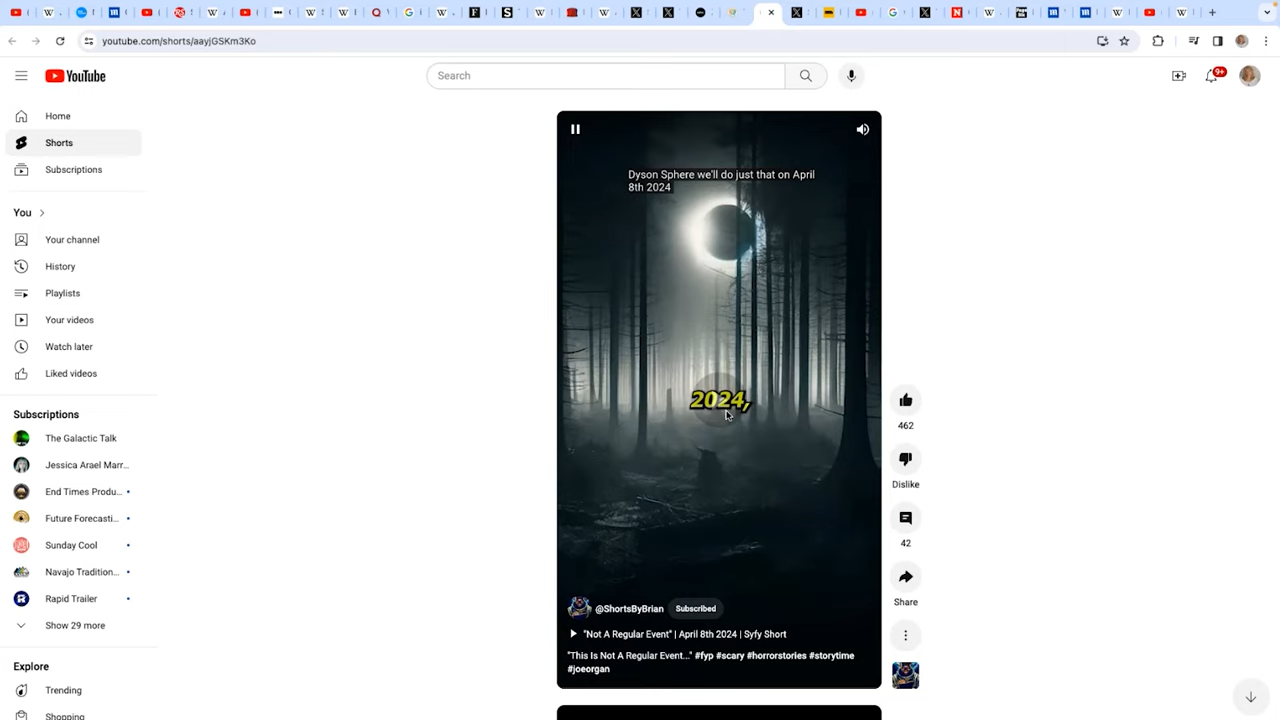 youtube.com/shorts/aayjGSKm3Ko
YouTube
Search
9+
Home
Shorts
Subscriptions
You
Your channel
History
Playlists
Your videos
Watch later
Liked videos
Subscriptions
The Galactic Talk
Jessica Arael Marr...
End Times Produ...
Future Forecasti...
Sunday Cool
Navajo Tradition...
Rapid Trailer
Show 29 more
Explore
Trending
Shopping
Dyson Sphere we'll do just that on April
8th 2024
2024,
@ShortsByBrian Subscribed
"Not A Regular Event" | April 8th 2024 | Syfy Short
"This Is Not A Regular Event..." #fyp #scary #horrorstories #storytime
#joeorgan
462
Dislike
42
Share